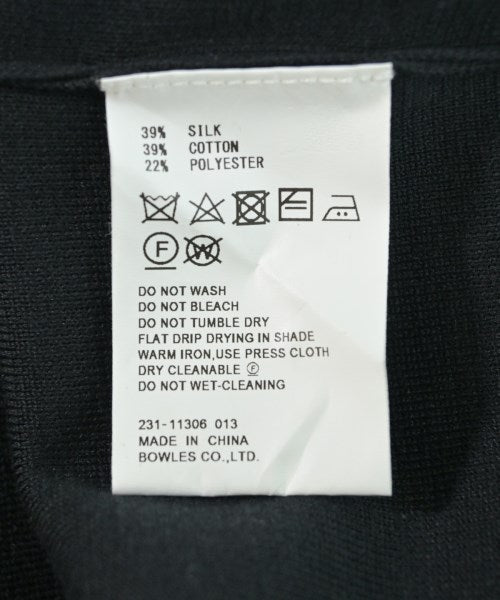 39% SILK
39% COTTON
22% POLYESTER
F W
DO NOT WASH
DO NOT BLEACH
DO NOT TUMBLE DRY
FLAT DRIP DRYING IN SHADE
WARM IRON,USE PRESS CLOTH
DRY CLEANABLE Ⓕ
DO NOT WET-CLEANING
231-11306 013
MADE IN CHINA
BOWLES CO.,LTD.